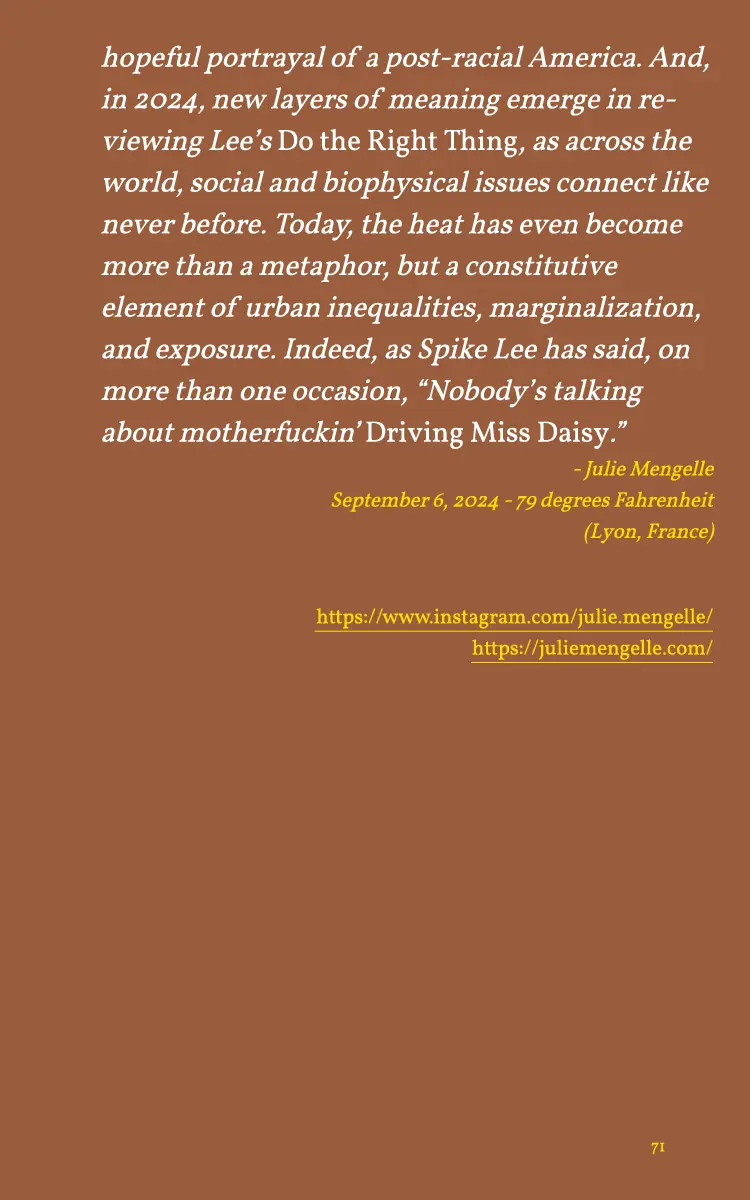 hopeful portrayal of a post-racial America. And,
in 2024, new layers of meaning emerge in re-
viewing Lee’s Do the Right Thing, as across the
world, social and biophysical issues connect like
never before. Today, the heat has even become
more than a metaphor, but a constitutive
element of urban inequalities, marginalization,
and exposure. Indeed, as Spike Lee has said, on
more than one occasion, “Nobody’s talking
about motherfuckin’ Driving Miss Daisy.”
- Julie Mengelle
September 6, 2024 - 79 degrees Fahrenheit
(Lyon, France)
https://www.instagram.com/julie.mengelle/
https://juliemengelle.com/
71